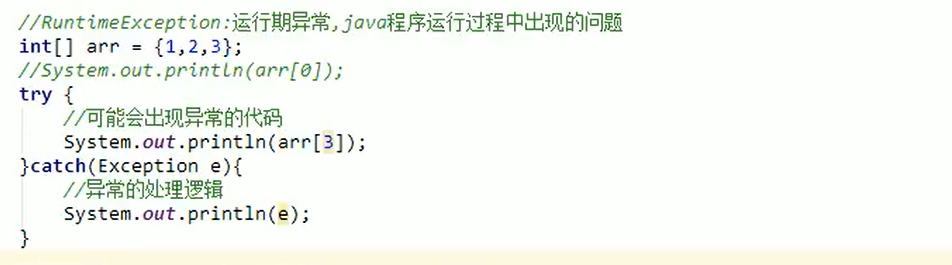 //RuntimeException:运行期异常,java程序运行过程中出现的问题
int[] arr = {1,2,3};
//System.out.println(arr[0]);
try {
    //可能会出现异常的代码
    System.out.println(arr[3]);
}catch(Exception e){
    //异常的处理逻辑
    System.out.println(e);
}